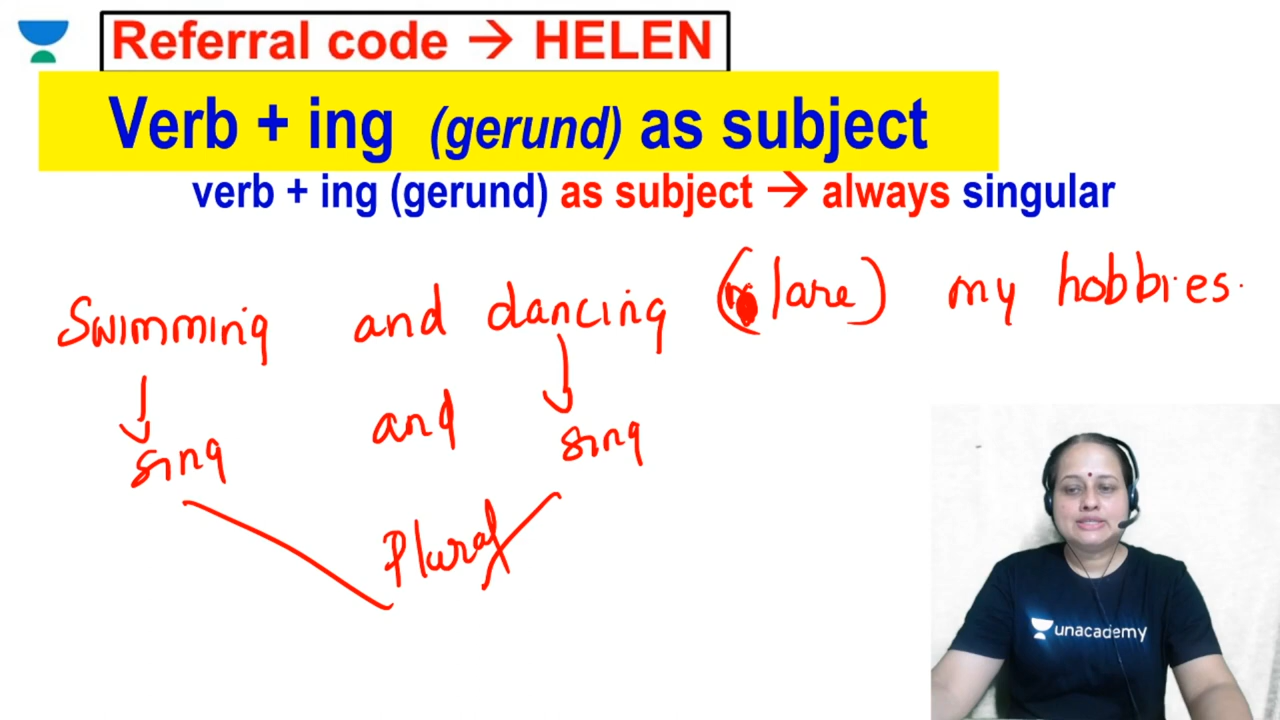 Referral code → HELEN
Verb + ing (gerund) as subject
verb + ing (gerund) as subject → always singular
Swimming and dancing ( /are) my hobbies.
sing and sing
Plural
unacademy